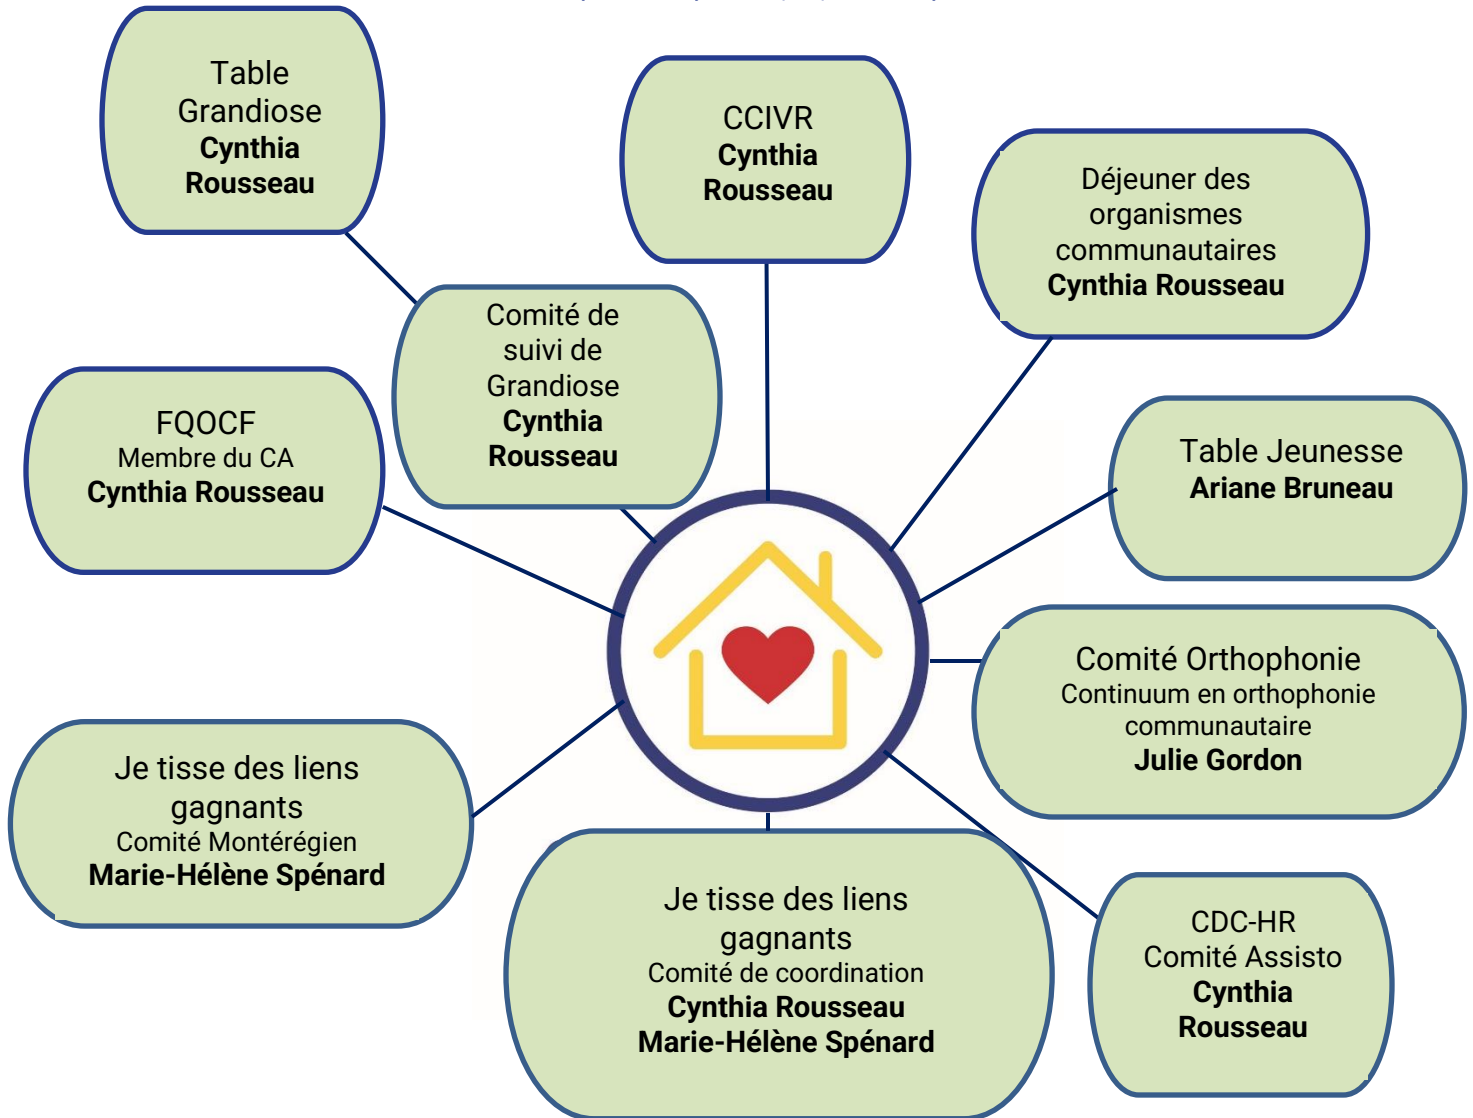 Table
Grandiose
Cynthia
Rousseau
CCIVR
Cynthia
Rousseau
Déjeuner des
organismes
communautaires
Cynthia Rousseau
Comité de
suivi de
Grandiose
Cynthia
Rousseau
FQOCF
Membre du CA
Cynthia Rousseau
Table Jeunesse
Ariane Bruneau
Comité Orthophonie
Continuum en orthophonie
communautaire
Julie Gordon
Je tisse des liens
gagnants
Comité Montérégien
Marie-Hélène Spénard
Je tisse des liens
gagnants
Comité de coordination
Cynthia Rousseau
Marie-Hélène Spénard
CDC-HR
Comité Assisto
Cynthia
Rousseau